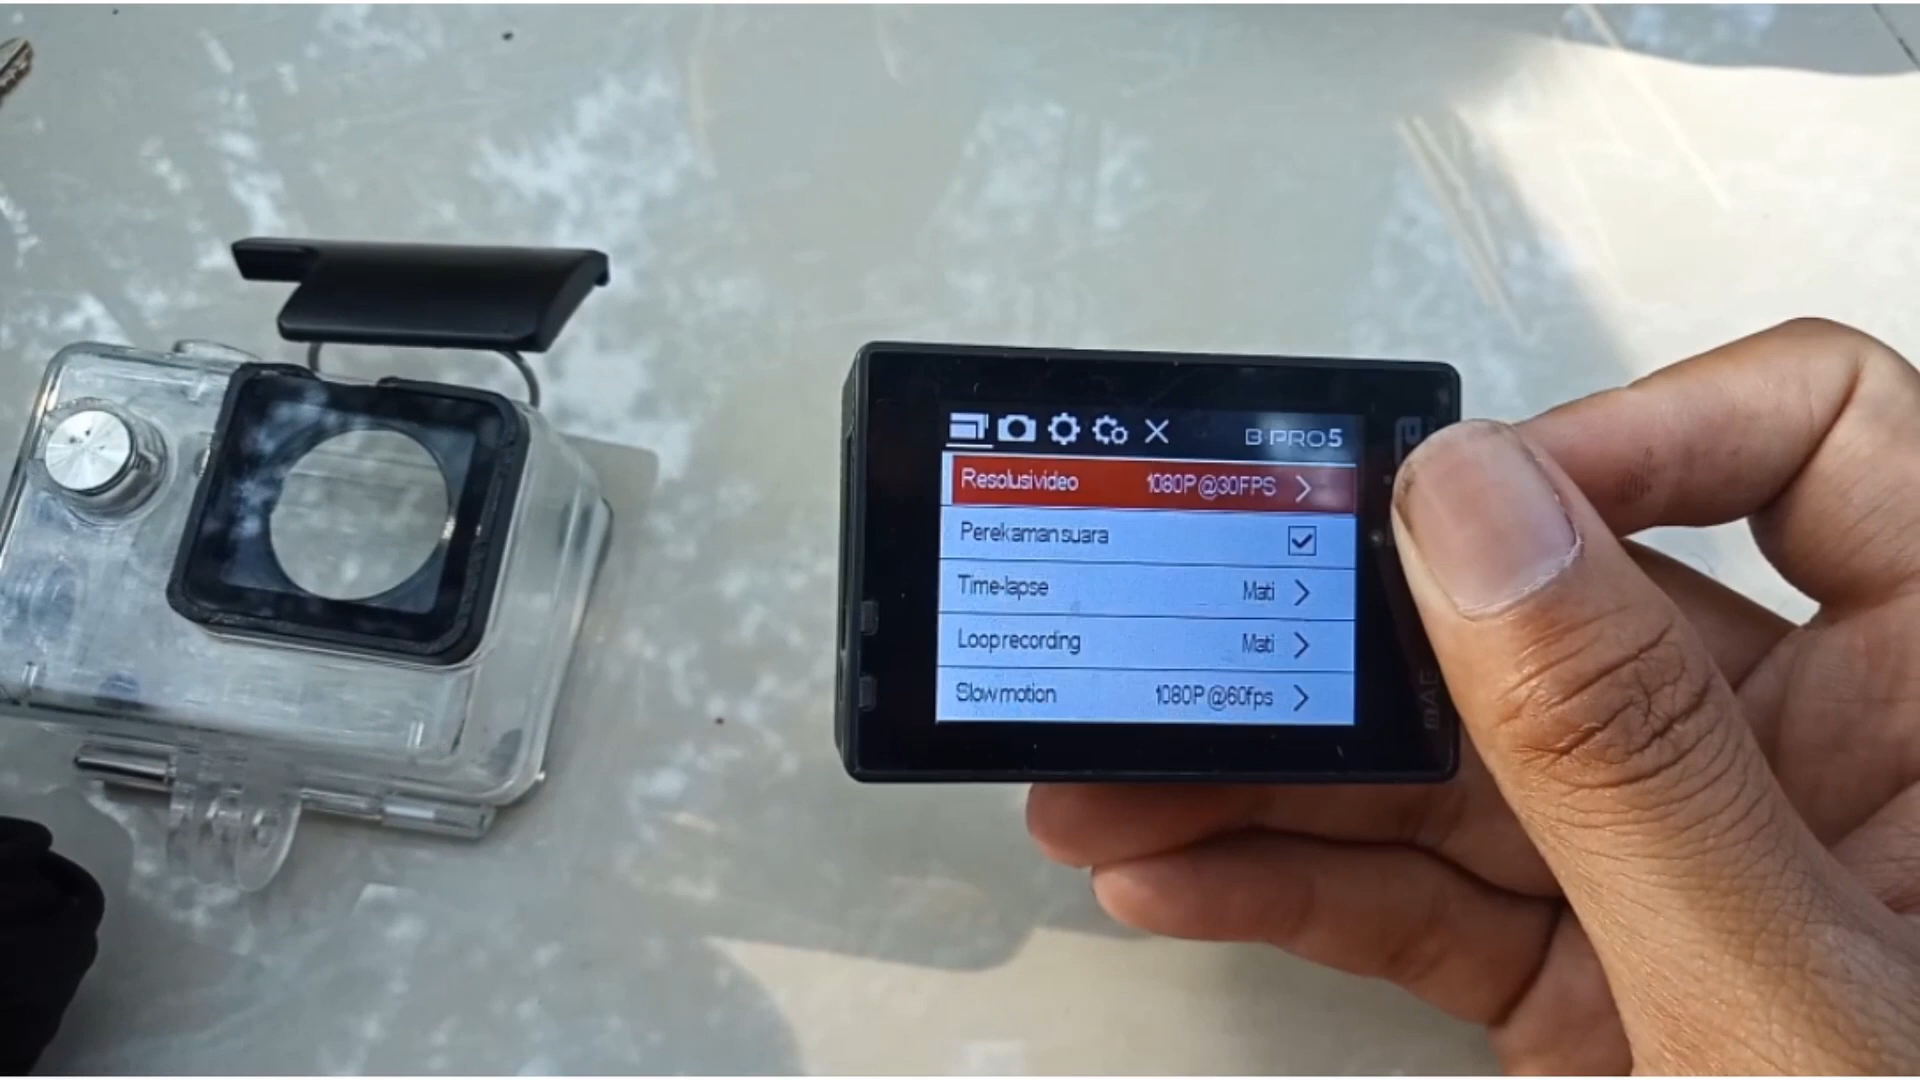 B·PRO5
Resolusi video 1080P@30FPS
Perekaman suara
Time-lapse Mati
Loop recording Mati
Slow motion 1080P@60fps